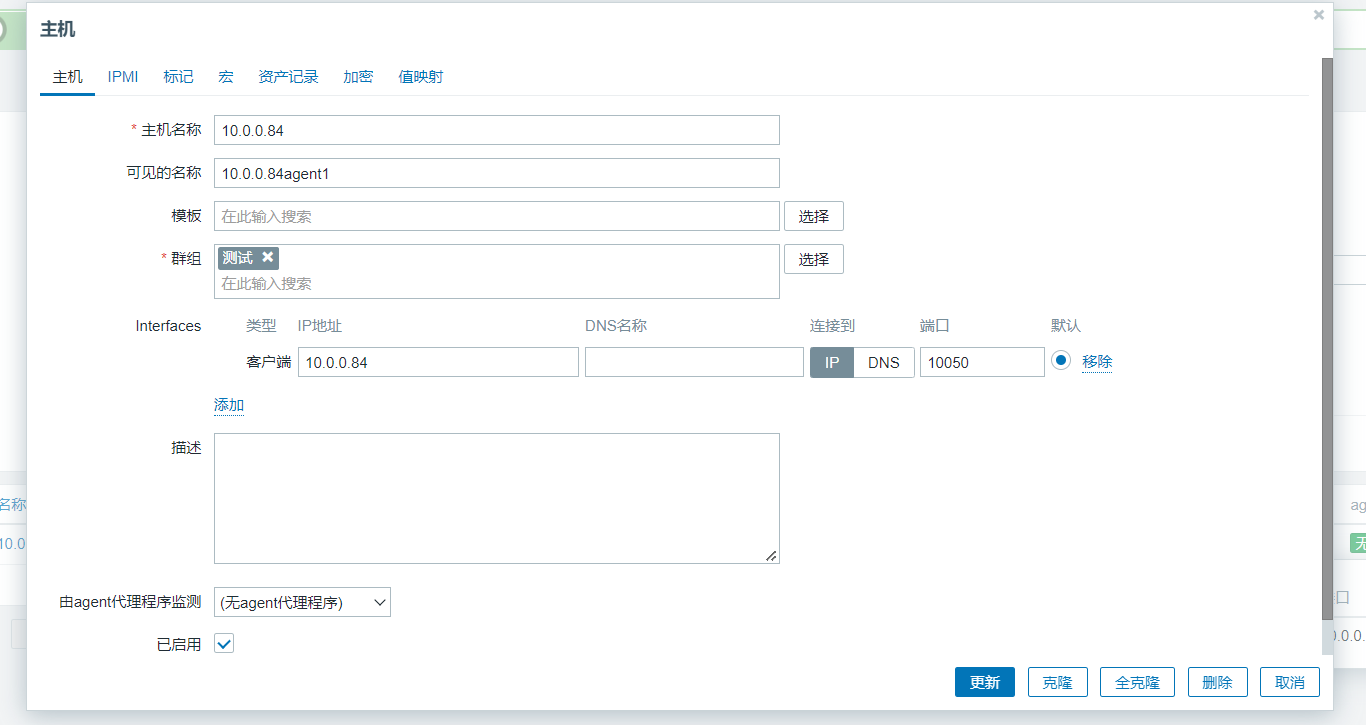 主机
主机 IPMI 标记 宏 资产记录 加密 值映射
* 主机名称 10.0.0.84
可见的名称 10.0.0.84agent1
模板 在此输入搜索 选择
* 群组 测试 选择
在此输入搜索
Interfaces 类型 IP地址 DNS名称 连接到 端口 默认
客户端 10.0.0.84 IP DNS 10050 移除
添加
描述
名称 ag
10.0 无
由agent代理程序监测 (无agent代理程序)
口
已启用 0.0.0.
更新 克隆 全克隆 删除 取消